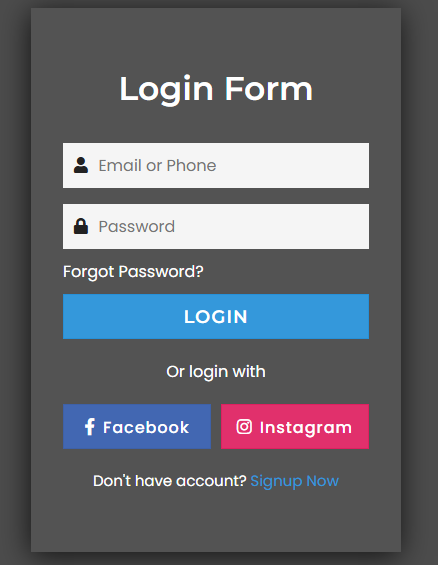 Login Form
Email or Phone
Password
Forgot Password?
LOGIN
Or login with
Facebook Instagram
Don't have account? Signup Now